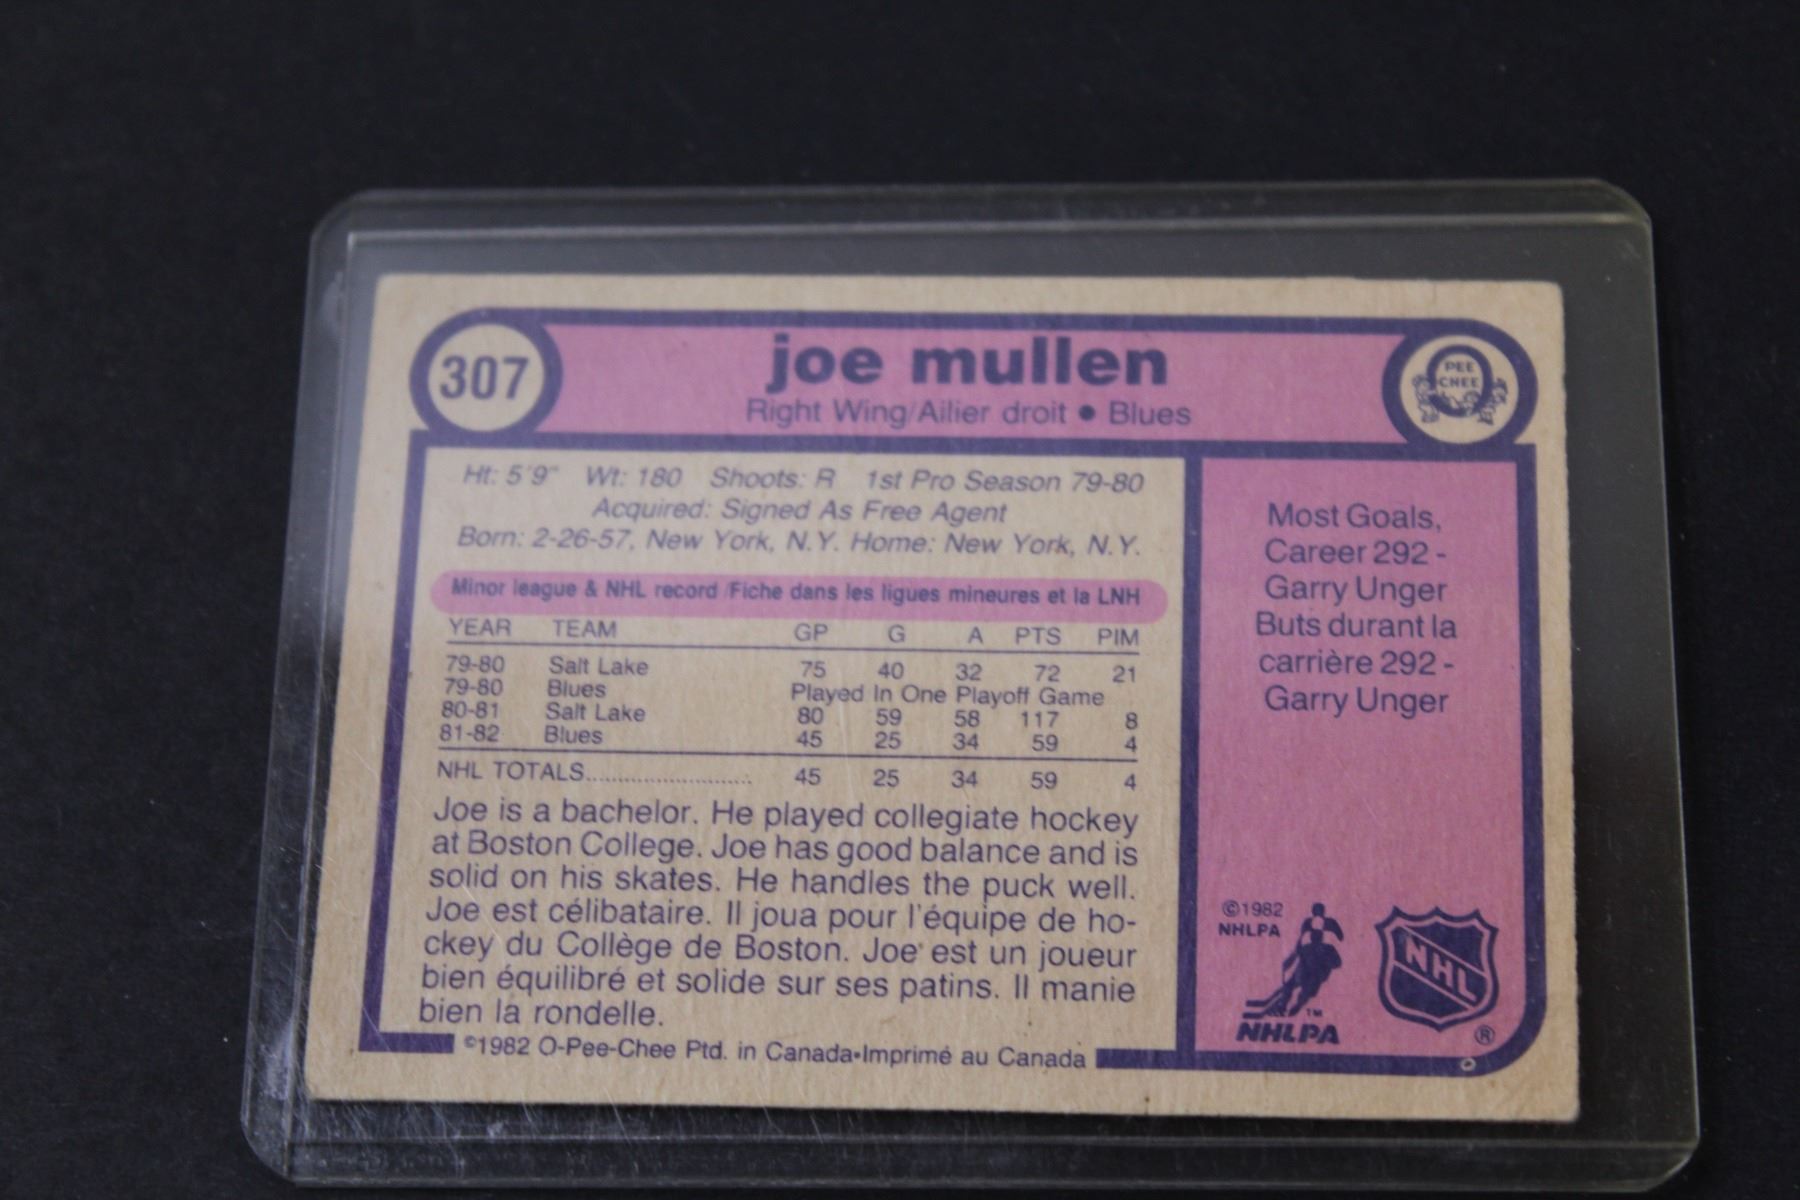 307
joe mullen
Right Wing/Ailier droit • Blues
O
PEE
CHEE
Ht: 5'9" Wt: 180 Shoots: R 1st Pro Season 79-80
Acquired: Signed As Free Agent
Born: 2-26-57, New York, N.Y. Home: New York, N.Y.
Minor league & NHL record /Fiche dans les ligues mineures et la LNH
YEAR TEAM GP G A PTS PIM
79-80 Salt Lake 75 40 32 72 21
79-80 Blues Played In One Playoff Game
80-81 Salt Lake 80 59 58 117 8
81-82 Blues 45 25 34 59 4
NHL TOTALS........................... 45 25 34 59 4
Joe is a bachelor. He played collegiate hockey
at Boston College. Joe has good balance and is
solid on his skates. He handles the puck well.
Joe est célibataire. Il joua pour l'équipe de ho-
ckey du Collège de Boston. Joe est un joueur
bien équilibré et solide sur ses patins. Il manie
bien la rondelle.
©1982 O-Pee-Chee Ptd. in Canada•Imprimé au Canada
Most Goals,
Career 292 -
Garry Unger
Buts durant la
carrière 292 -
Garry Unger
©1982
NHLPA
TM
NHLPA
NHL
®